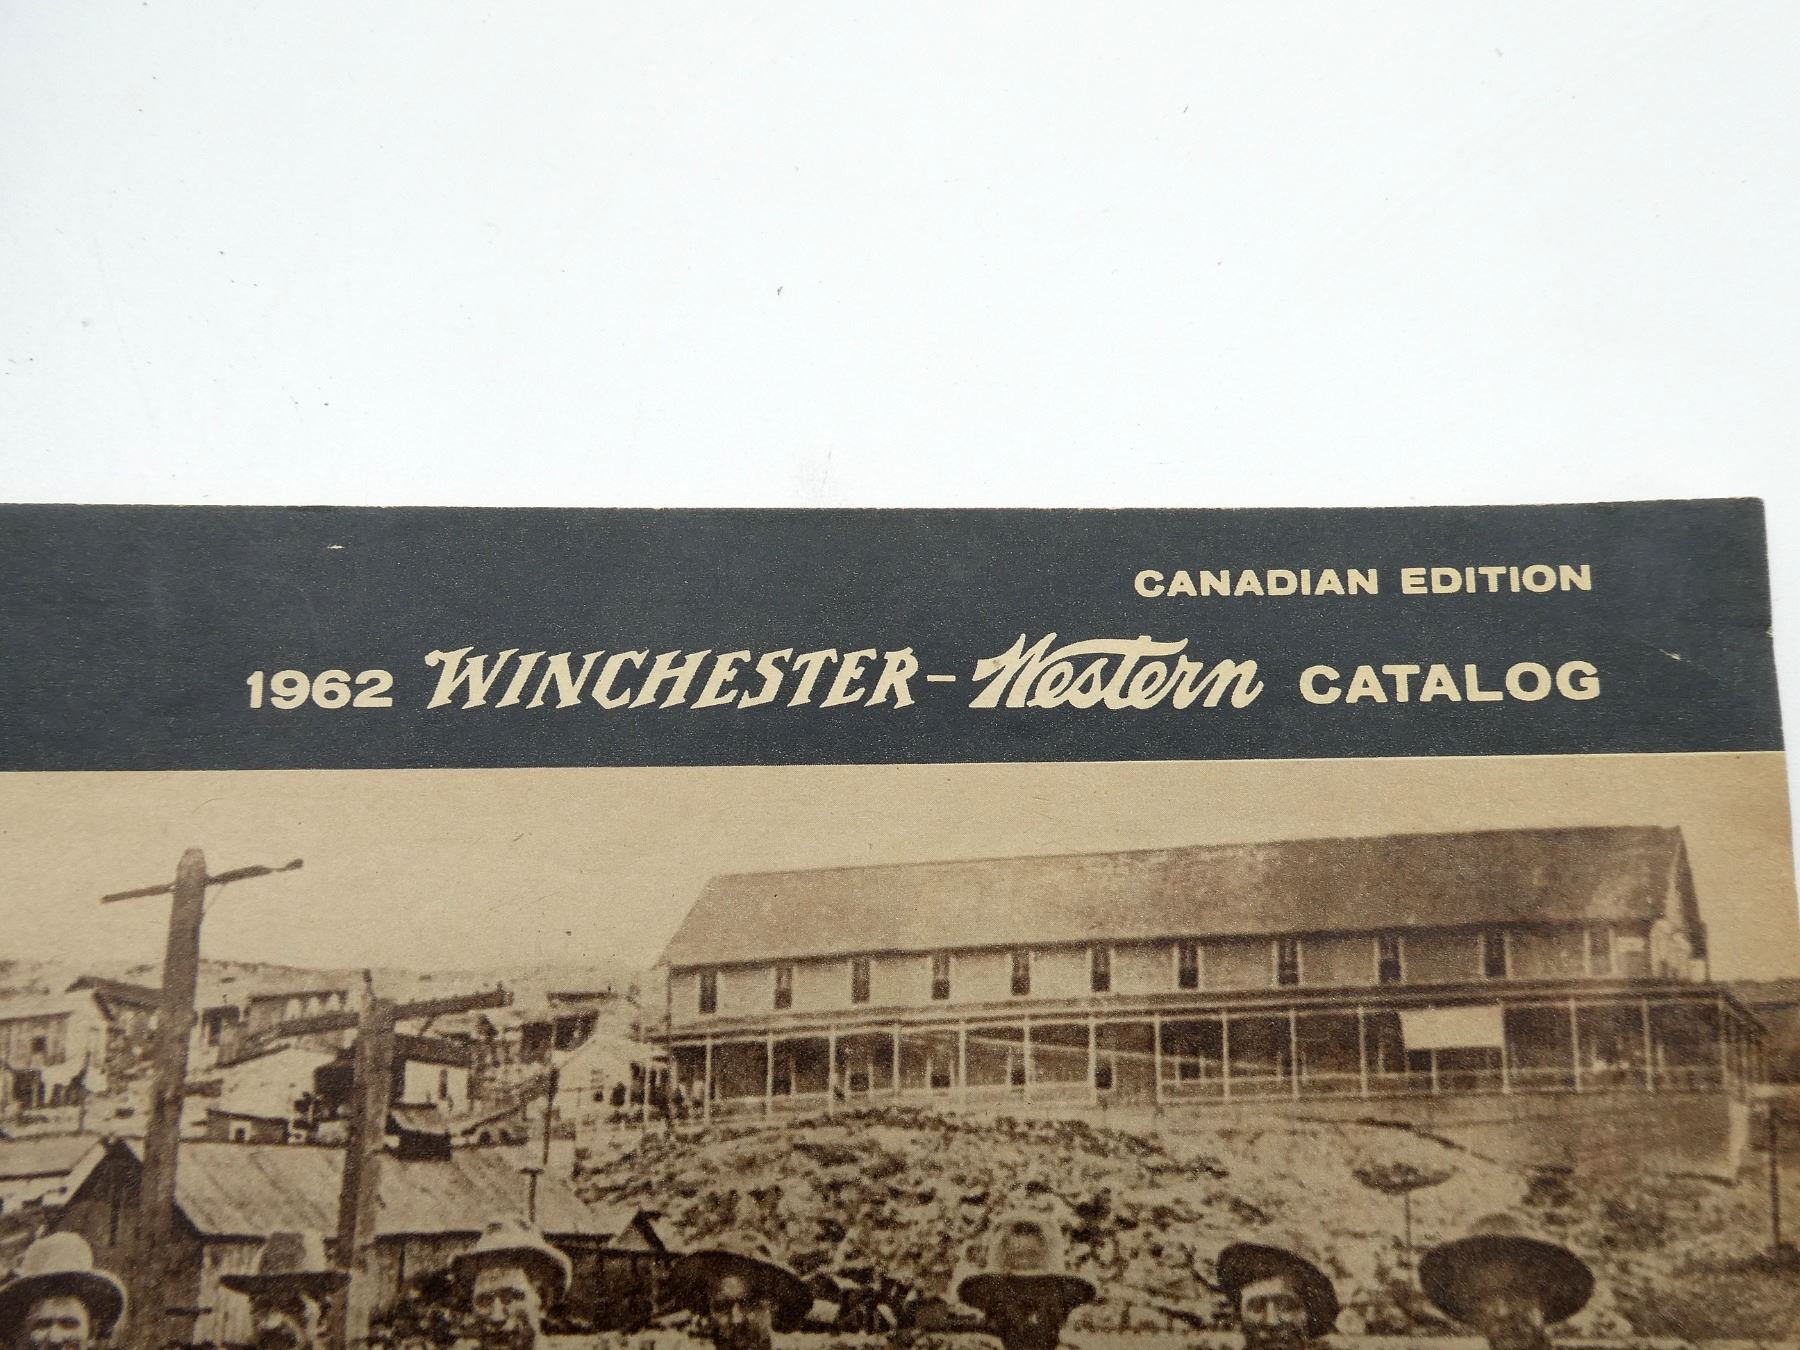 CANADIAN EDITION
1962 WINCHESTER-Western CATALOG